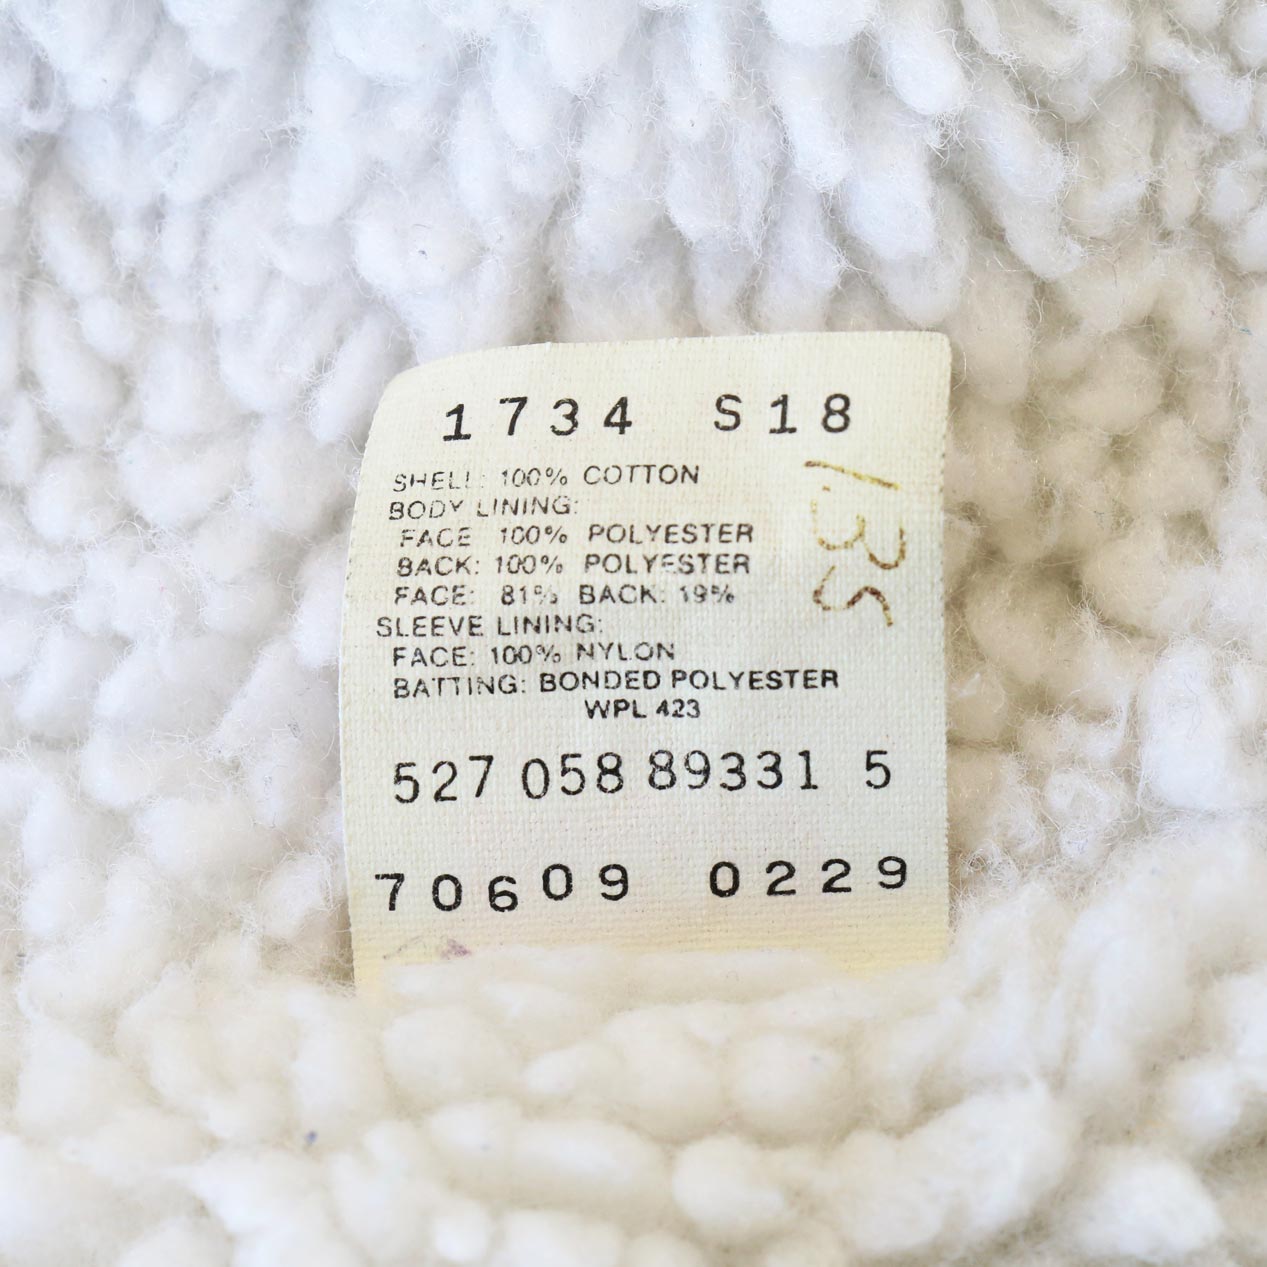 1734 S18
SHELL: 100% COTTON
BODY LINING:
FACE 100% POLYESTER
BACK: 100% POLYESTER
FACE: 81% BACK: 19%
SLEEVE LINING:
FACE: 100% NYLON
BATTING: BONDED POLYESTER
WPL 423
527 058 89331 5
70609 0229